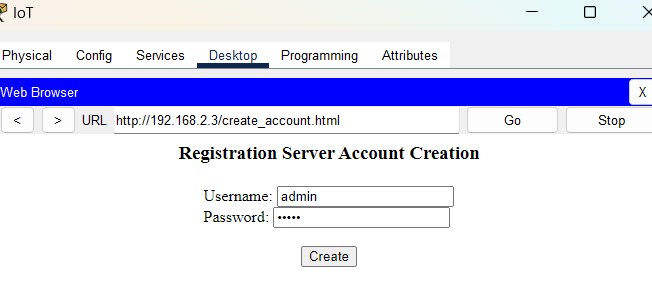 IoT
Physical Config Services Desktop Programming Attributes
Web Browser X
< > URL http://192.168.2.3/create_account.html Go Stop
Registration Server Account Creation
Username: admin
Password: •••••
Create